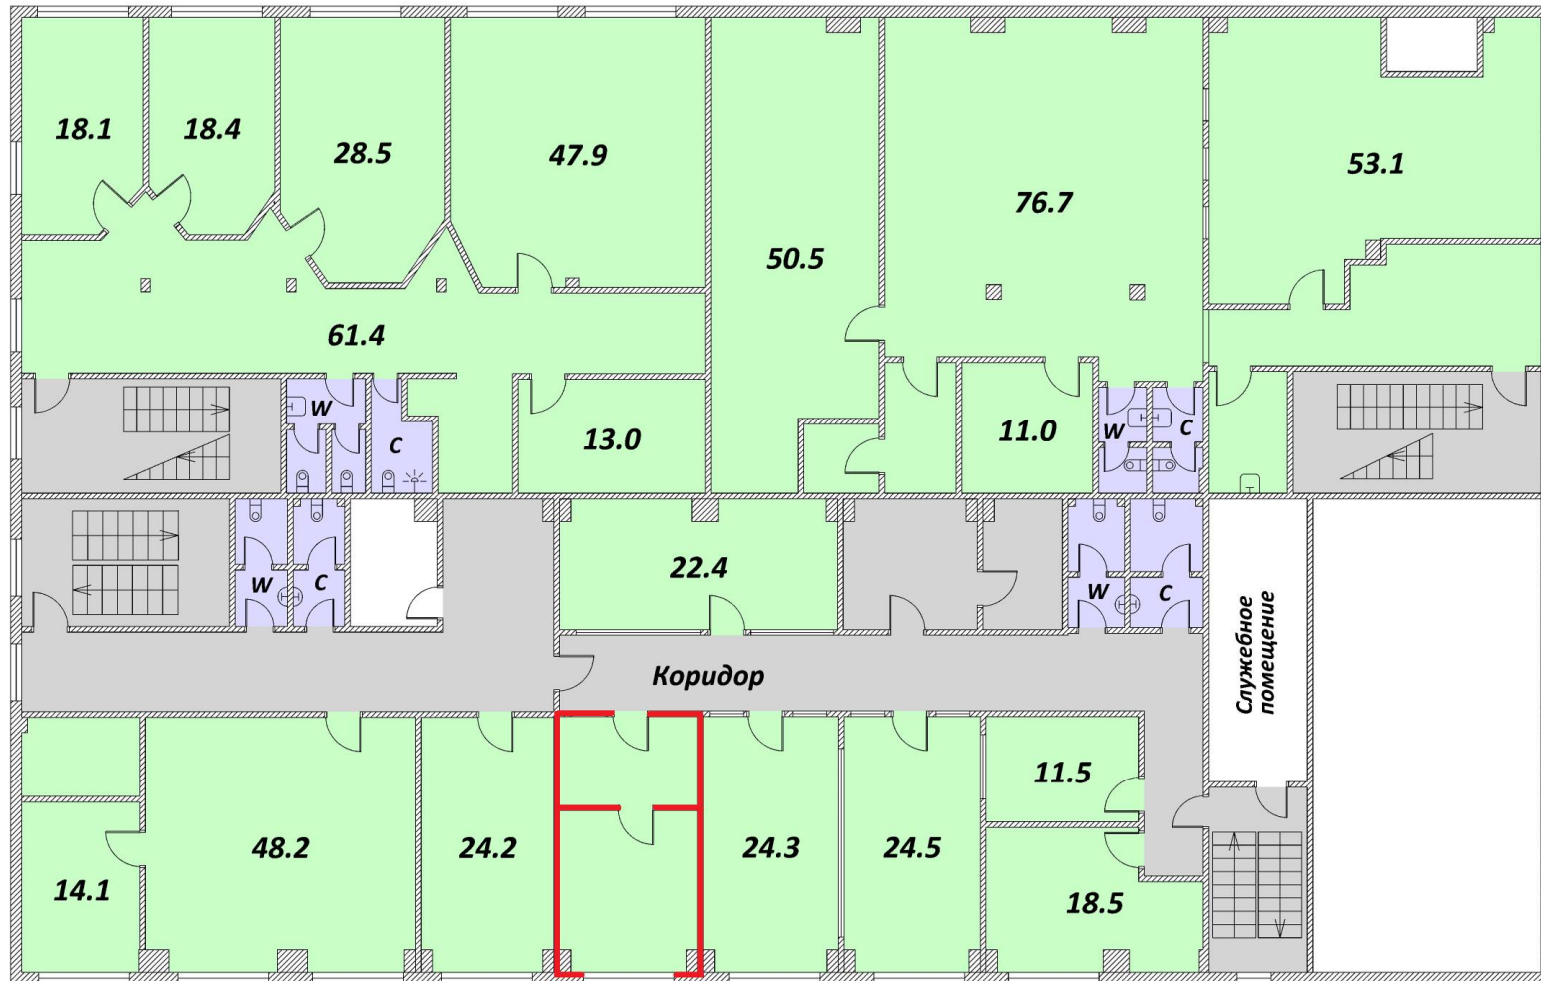 18.1
18.4
28.5
47.9
50.5
76.7
53.1
61.4
W
C
13.0
11.0
W
C
22.4
W
C
W
C
Служебное
помещение
Коридор
14.1
48.2
24.2
24.3
24.5
11.5
18.5